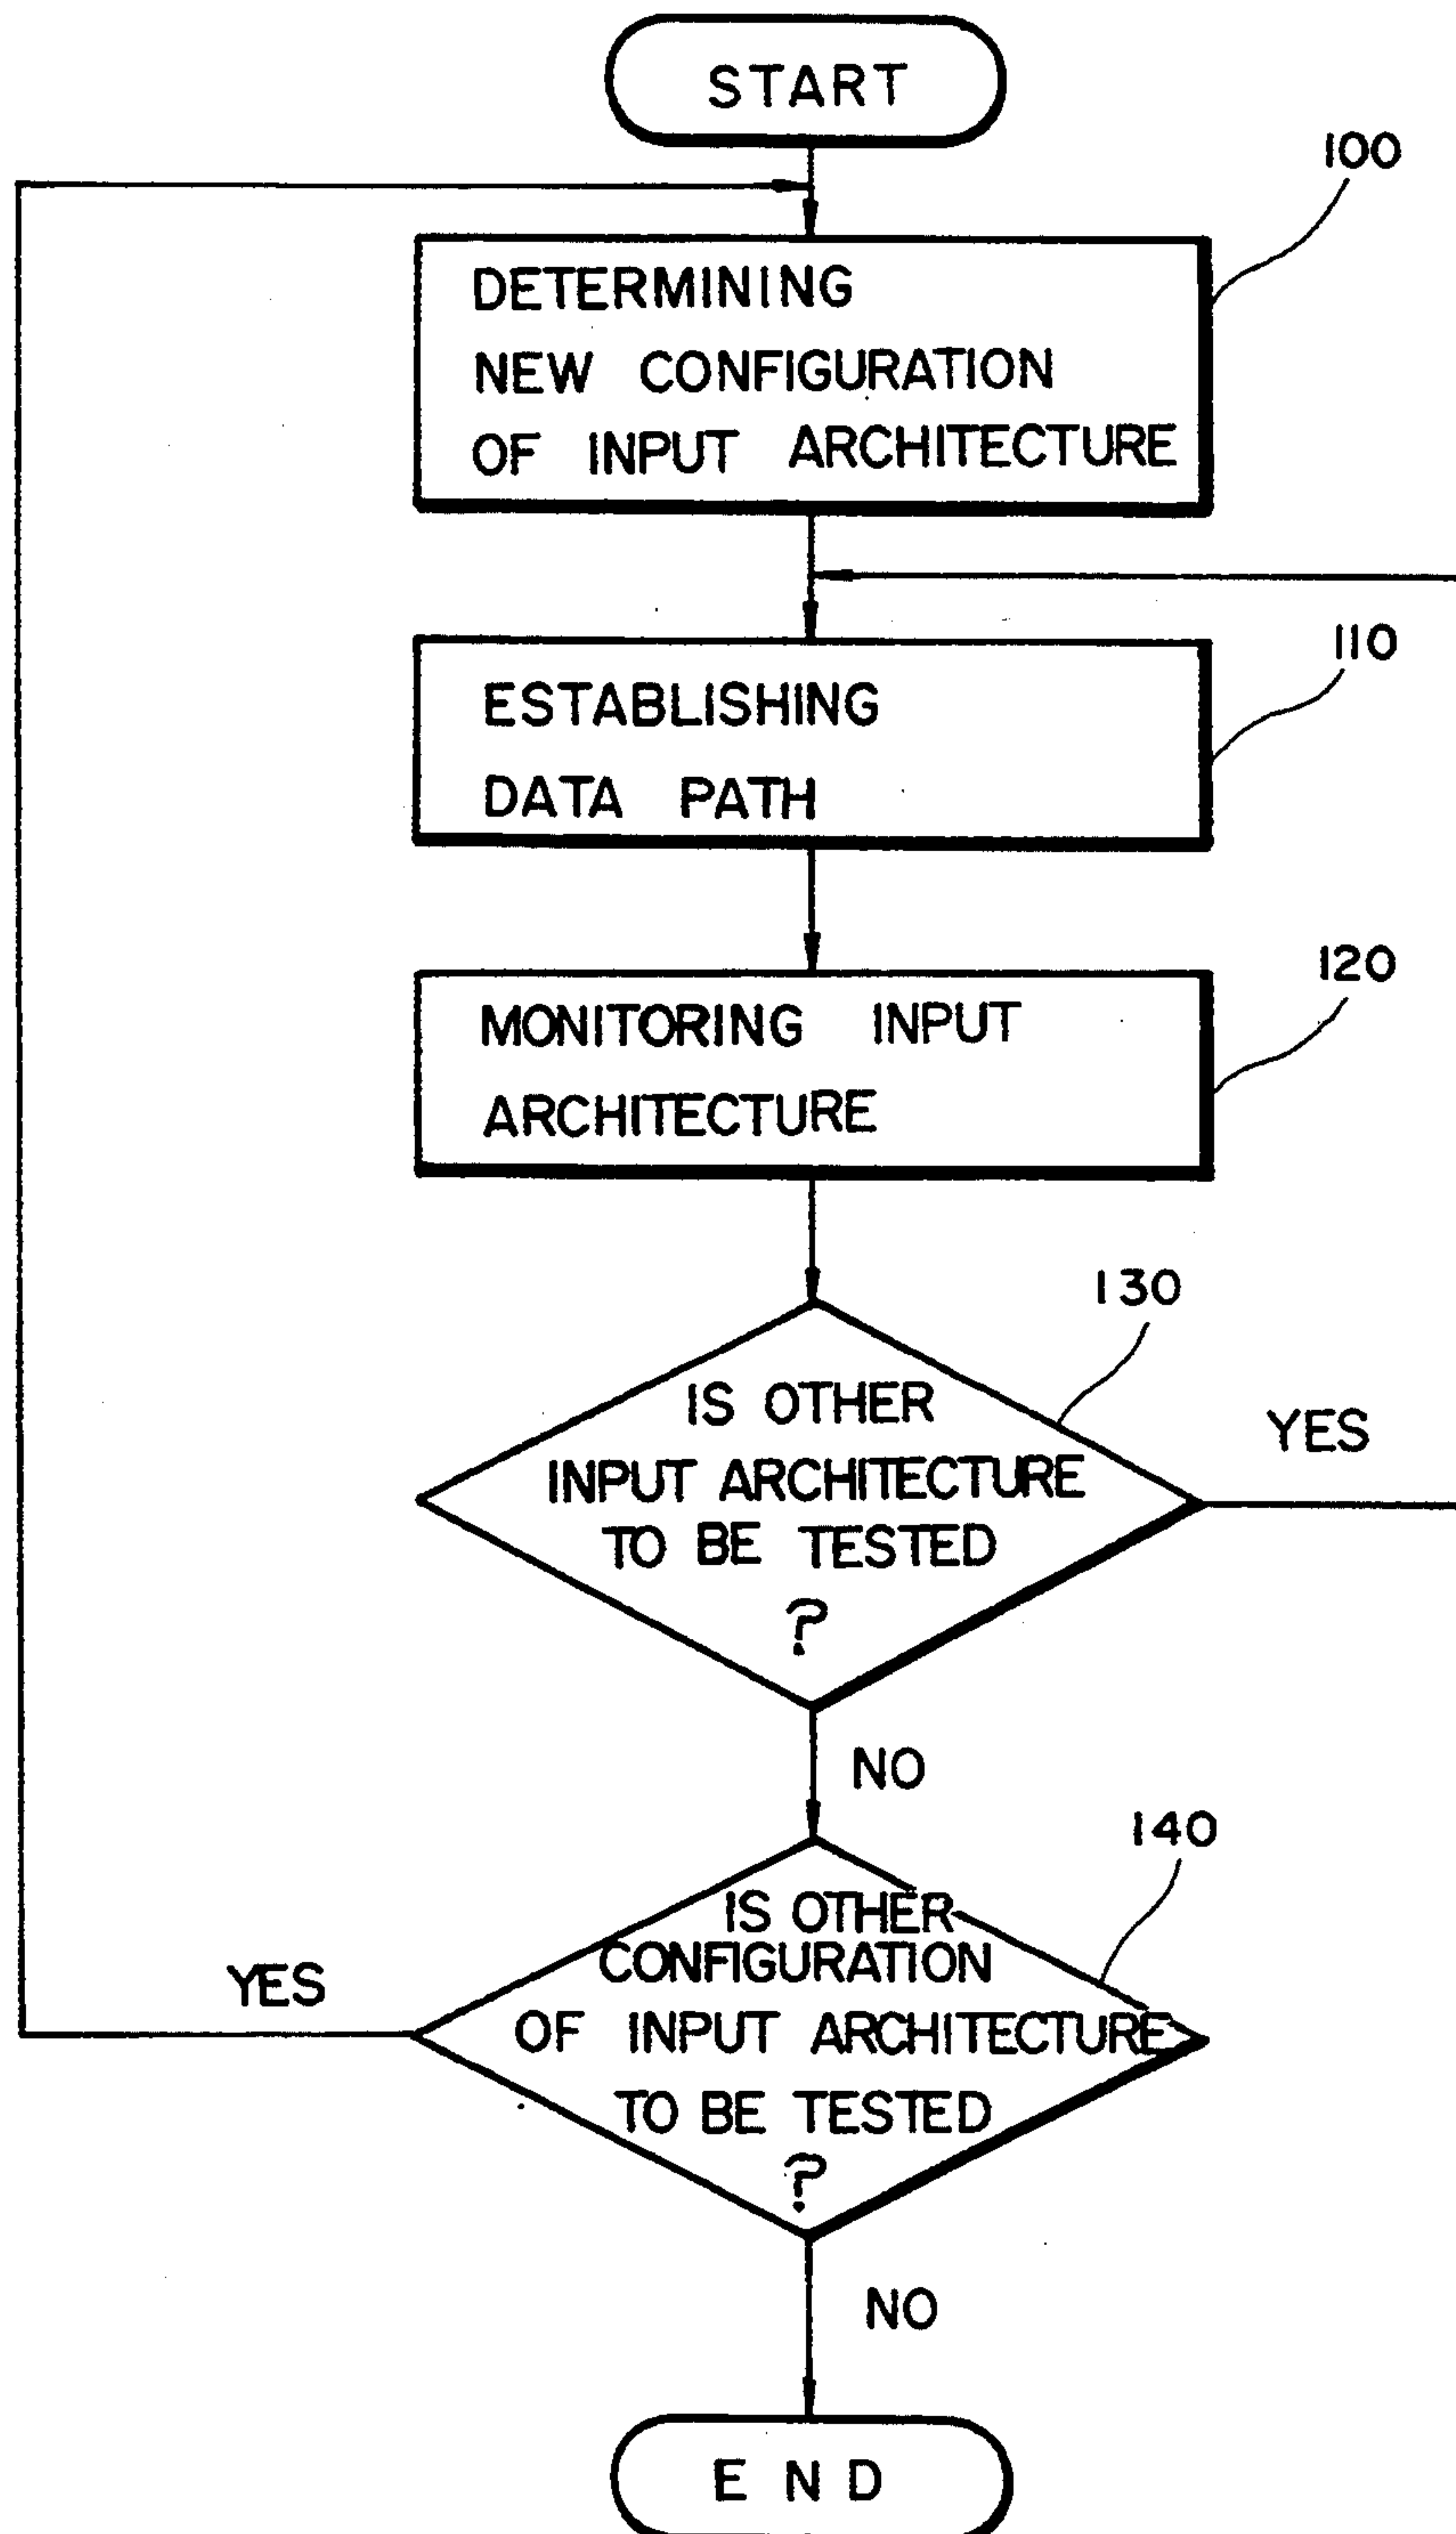 START
100
DETERMINING
NEW CONFIGURATION
OF INPUT ARCHITECTURE
110
ESTABLISHING
DATA PATH
120
MONITORING INPUT
ARCHITECTURE
130
IS OTHER
INPUT ARCHITECTURE
TO BE TESTED
?
YES
NO
140
IS OTHER
CONFIGURATION
OF INPUT ARCHITECTURE
TO BE TESTED
?
YES
NO
END